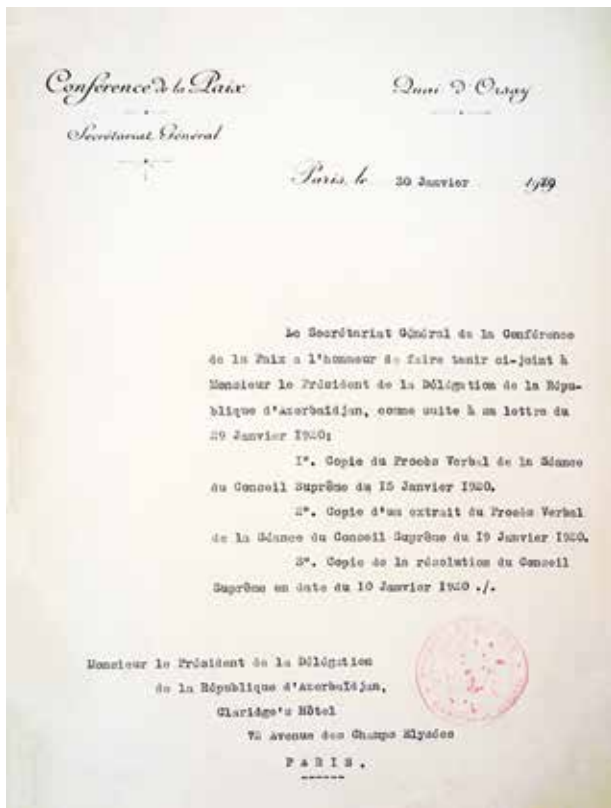 Conférence de la Paix
Secrétariat Général
Quai d'Orsay
Paris, le 30 Janvier
Le Secrétariat Général de la Conférence
de la Paix a l'honneur de faire tenir ci-joint à
Monsieur le Président de la Délégation de la Répu-
blique d'Azerbaïdjan, comme suite à sa lettre du
29 Janvier 1920:
1°. Copie du Procès Verbal de la Séance
du Conseil Suprême du 15 Janvier 1920.
2°. Copie d'un extrait du Procès Verbal
de la Séance du Conseil Suprême du 19 Janvier 1920.
3°. Copie de la résolution du Conseil
Suprême en date du 10 Janvier 1920 ./.
Monsieur le Président de la Délégation
de la République d'Azerbaïdjan,
Claridge's Hôtel
Avenue des Champs Elysées
PARIS.